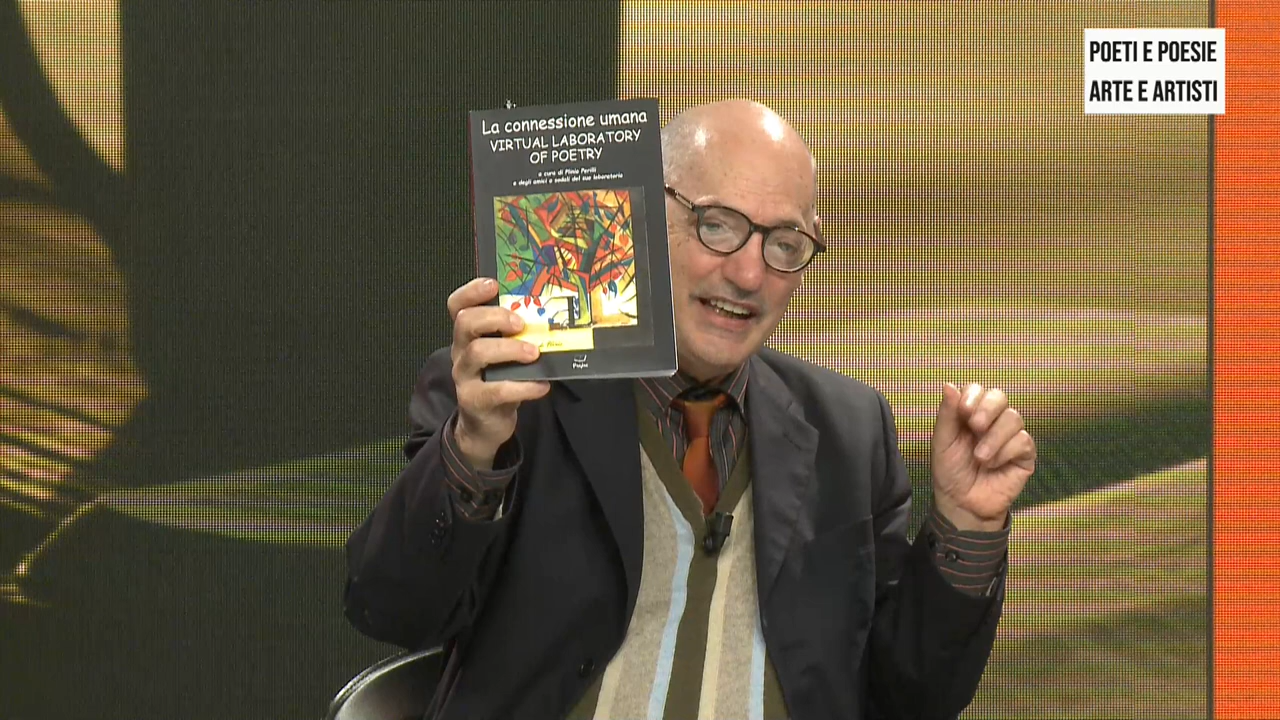 La connessione umana
VIRTUAL LABORATORY
OF POETRY
a cura di Plinio Perilli
e degli amici e sodali del suo laboratorio
Pagine
POETI E POESIE
ARTE E ARTISTI